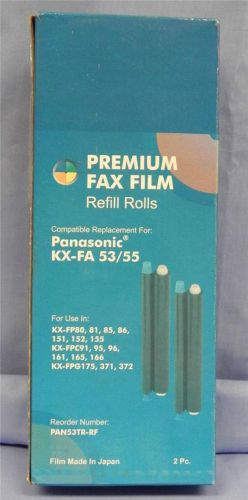 PREMIUM
FAX FILM
Refill Rolls
Compatible Replacement For:
Panasonic®
KX-FA 53/55
For Use In:
KX-FP80, 81, 85, 86,
151, 152, 155
KX-FPC91, 95, 96,
161, 165, 166
KX-FPG175, 371, 372
Reorder Number:
PAN53TR-RF
Film Made In Japan
2 Pc.